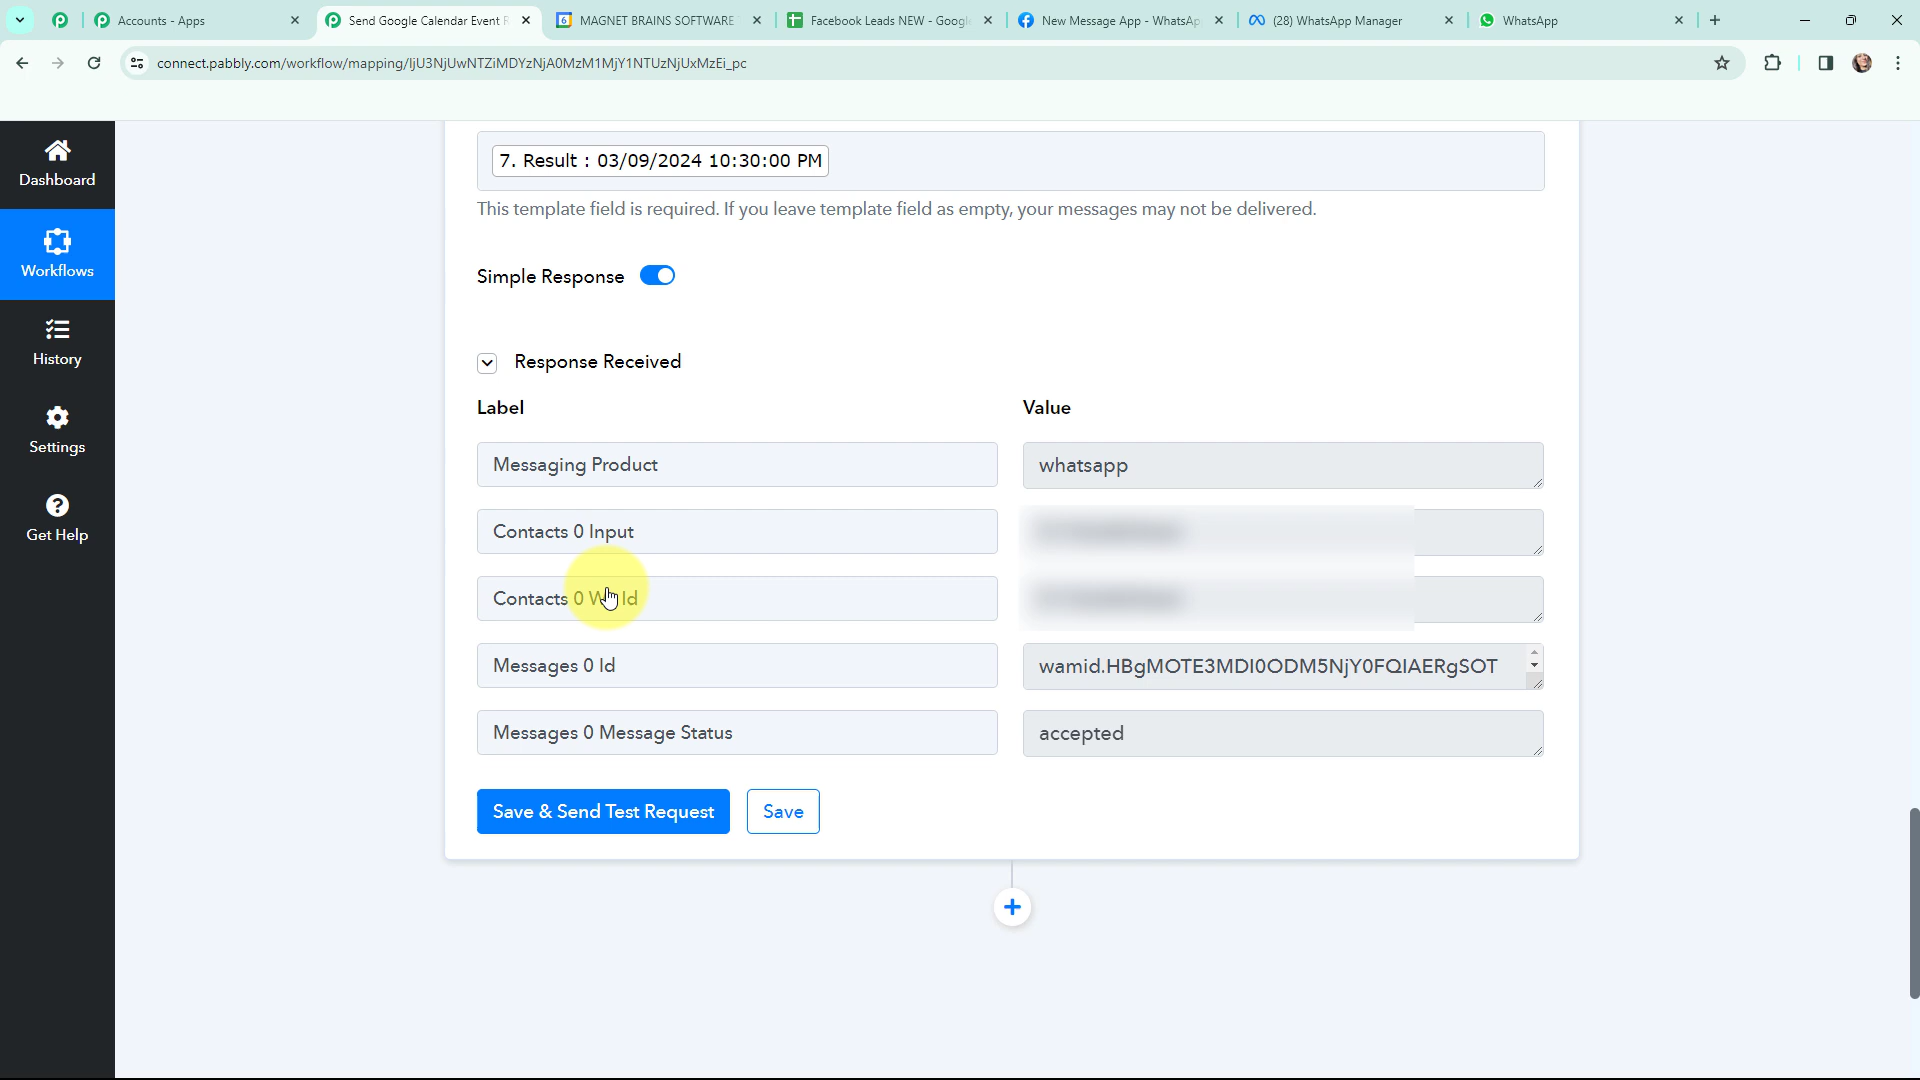 Accounts - Apps
Send Google Calendar Event R
MAGNET BRAINS SOFTWARE
Facebook Leads NEW - Googl
New Message App - WhatsAp
(28) WhatsApp Manager
WhatsApp
connect.pabbly.com/workflow/mapping/IjU3NjUwNTZiMDYzNjA0MzM1MjY1NTUzNjUxMzEi_pc
Dashboard
Workflows
History
Settings
Get Help
7. Result : 03/09/2024 10:30:00 PM
This template field is required. If you leave template field as empty, your messages may not be delivered.
Simple Response
Response Received
Label Value
Messaging Product whatsapp
Contacts 0 Input
Contacts 0 Id
Messages 0 Id wamid.HBgMOTE3MDI0ODM5NjY0FQIAERgSOT
Messages 0 Message Status accepted
Save & Send Test Request Save